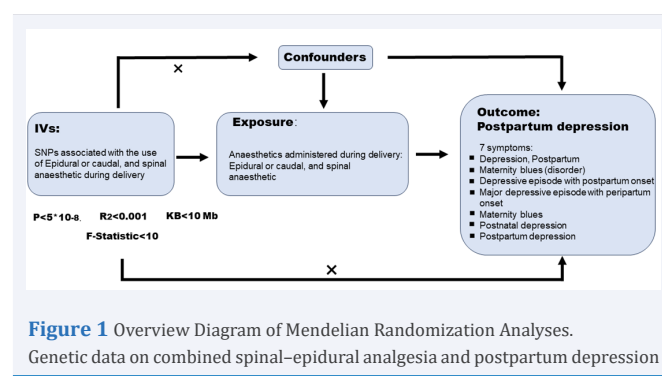 Confounders
IVs:
SNPs associated with the use
of Epidural or caudal, and spinal
anaesthetic during delivery
Exposure:
Anaesthetics administered during delivery:
Epidural or caudal, and spinal
anaesthetic
Outcome:
Postpartum depression
7 symptoms:
■ Depression, Postpartum
■ Maternity blues (disorder)
■ Depressive episode with postpartum onset
■ Major depressive episode with peripartum
onset
■ Maternity blues
■ Postnatal depression
■ Postpartum depression
P<5*10-8. R2<0.001 KB<10 Mb
F-Statistic<10
Figure 1 Overview Diagram of Mendelian Randomization Analyses.
Genetic data on combined spinal–epidural analgesia and postpartum depression